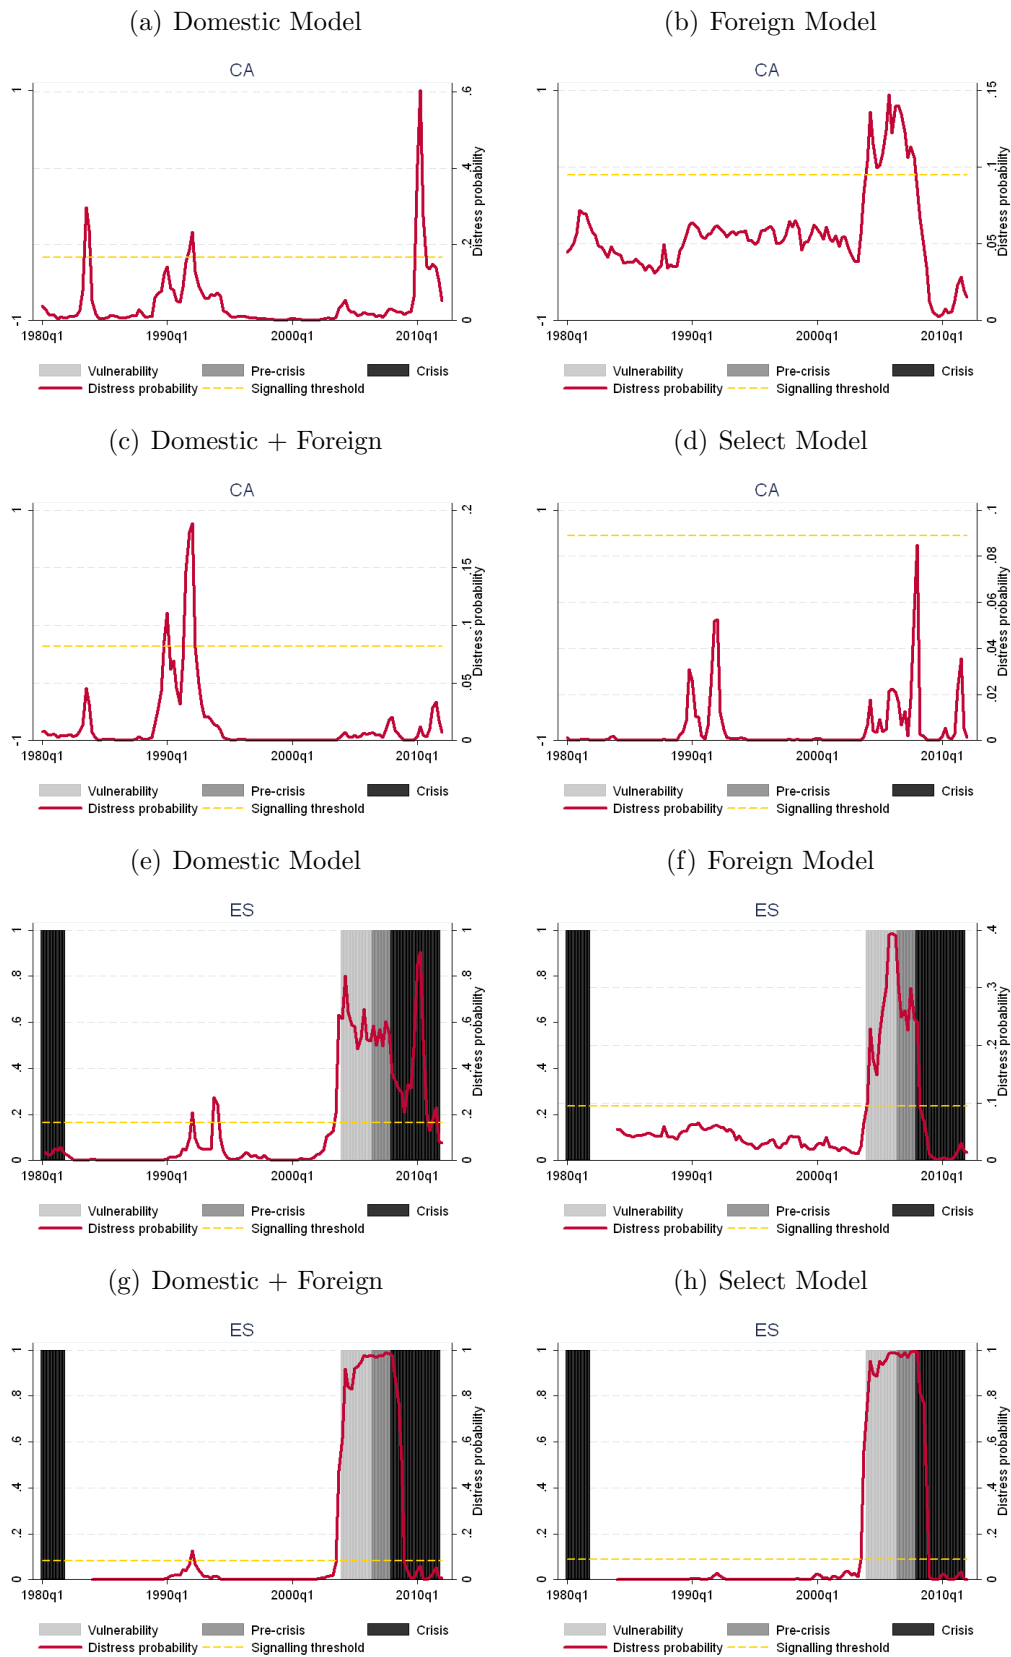 (a) Domestic Model
(b) Foreign Model
CA
1
-1
.6
.4
.2
0
Distress probability
1980q1 1990q1 2000q1 2010q1
Vulnerability Pre-crisis Crisis
Distress probability Signalling threshold
CA
1
-1
.15
.1
.05
0
Distress probability
1980q1 1990q1 2000q1 2010q1
Vulnerability Pre-crisis Crisis
Distress probability Signalling threshold
(c) Domestic + Foreign
(d) Select Model
CA
1
-1
.2
.15
.1
.05
0
Distress probability
1980q1 1990q1 2000q1 2010q1
Vulnerability Pre-crisis Crisis
Distress probability Signalling threshold
CA
1
-1
.1
.08
.06
.04
.02
0
Distress probability
1980q1 1990q1 2000q1 2010q1
Vulnerability Pre-crisis Crisis
Distress probability Signalling threshold
(e) Domestic Model
(f) Foreign Model
ES
1
.8
.6
.4
.2
0
1
.8
.6
.4
.2
0
Distress probability
1980q1 1990q1 2000q1 2010q1
Vulnerability Pre-crisis Crisis
Distress probability Signalling threshold
ES
1
.8
.6
.4
.2
0
.4
.3
.2
.1
0
Distress probability
1980q1 1990q1 2000q1 2010q1
Vulnerability Pre-crisis Crisis
Distress probability Signalling threshold
(g) Domestic + Foreign
(h) Select Model
ES
1
.8
.6
.4
.2
0
1
.8
.6
.4
.2
0
Distress probability
1980q1 1990q1 2000q1 2010q1
Vulnerability Pre-crisis Crisis
Distress probability Signalling threshold
ES
1
.8
.6
.4
.2
0
1
.8
.6
.4
.2
0
Distress probability
1980q1 1990q1 2000q1 2010q1
Vulnerability Pre-crisis Crisis
Distress probability Signalling threshold